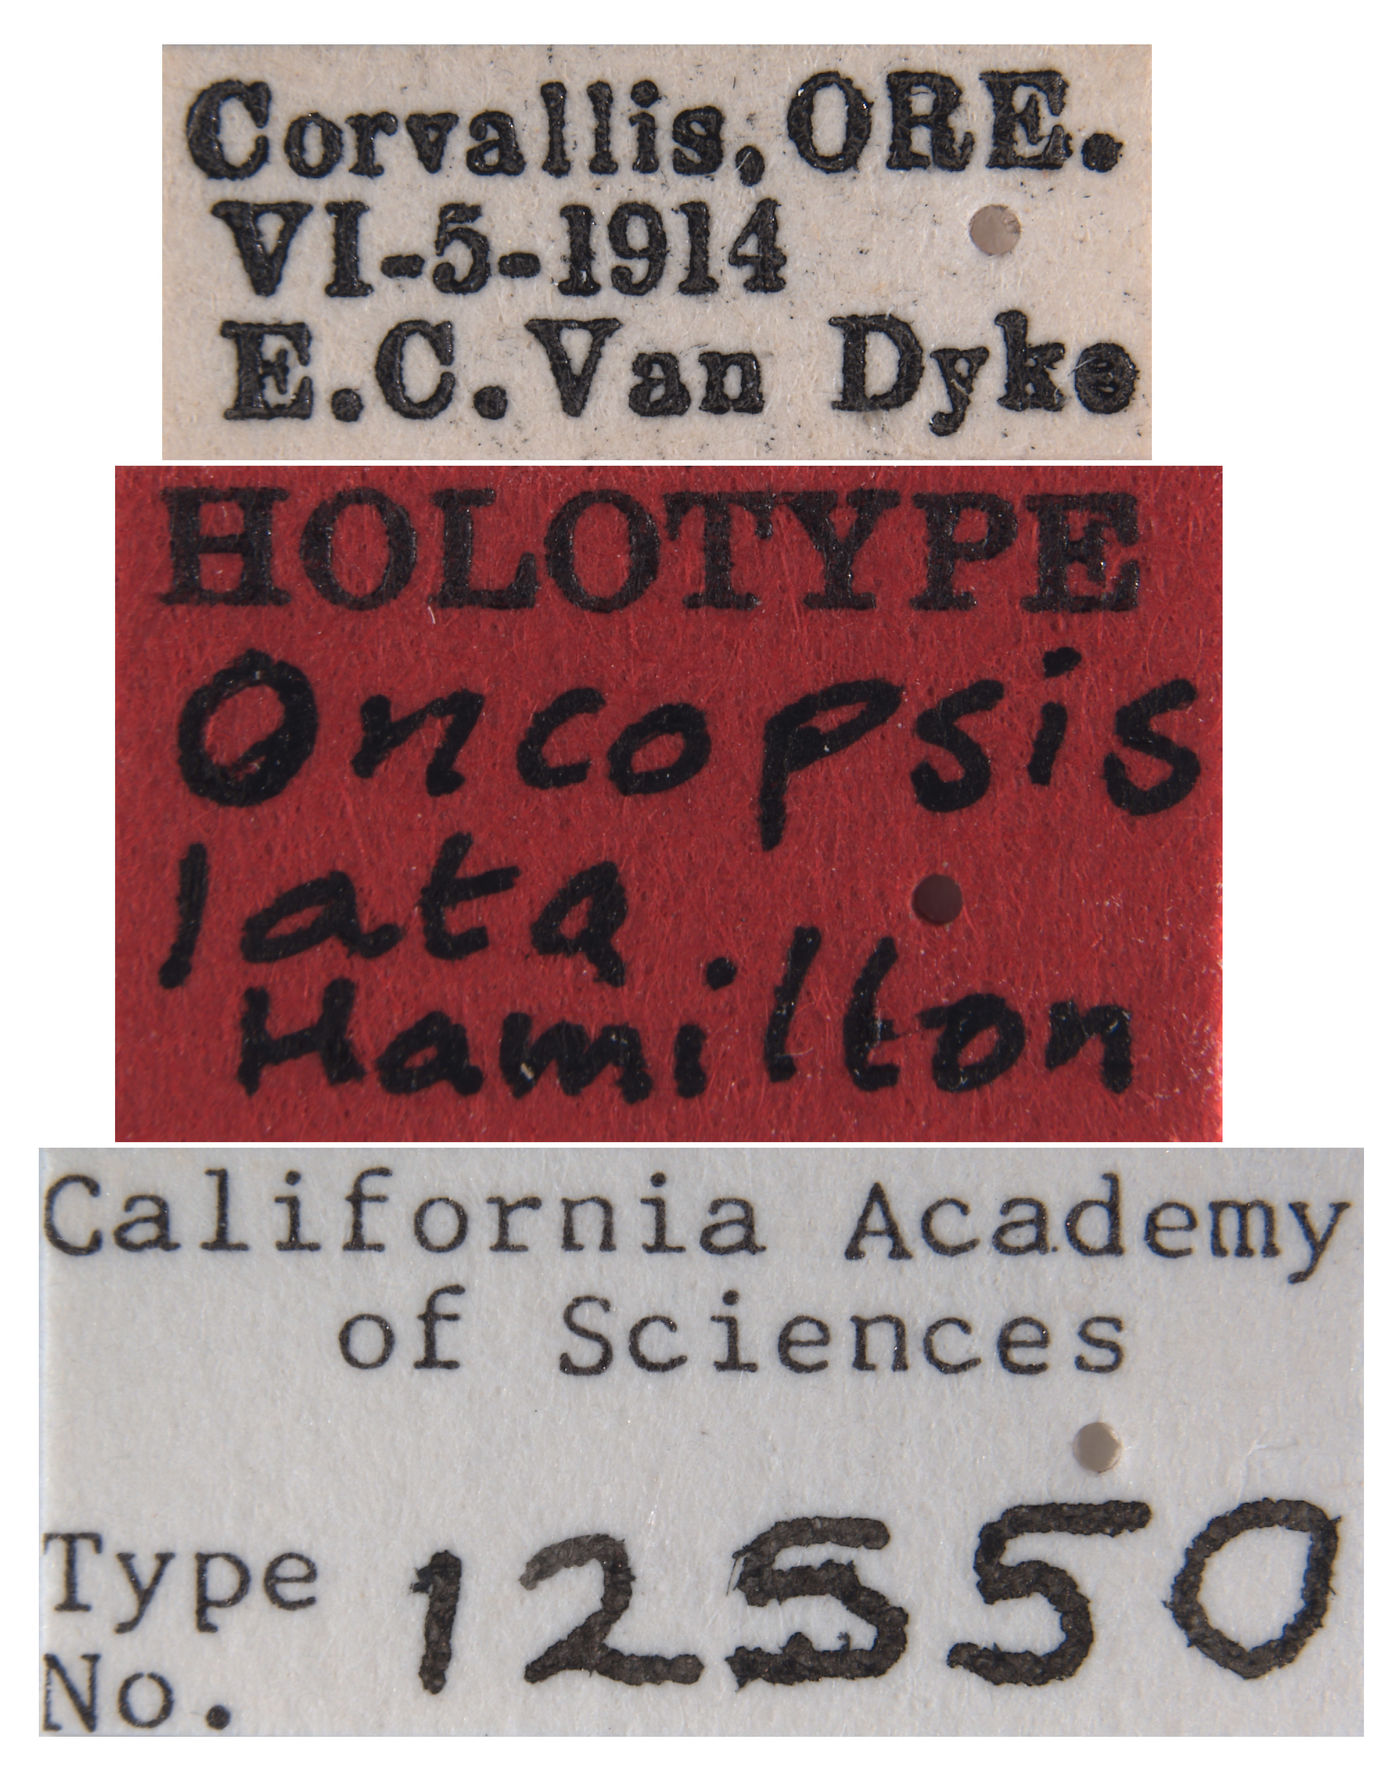 Corvallis, ORE.
VI-5-1914
E.C. Van Dyke
HOLOTYPE
Oncopsis
lata
Hamilton
California Academy
of Sciences
Type
No. 12550